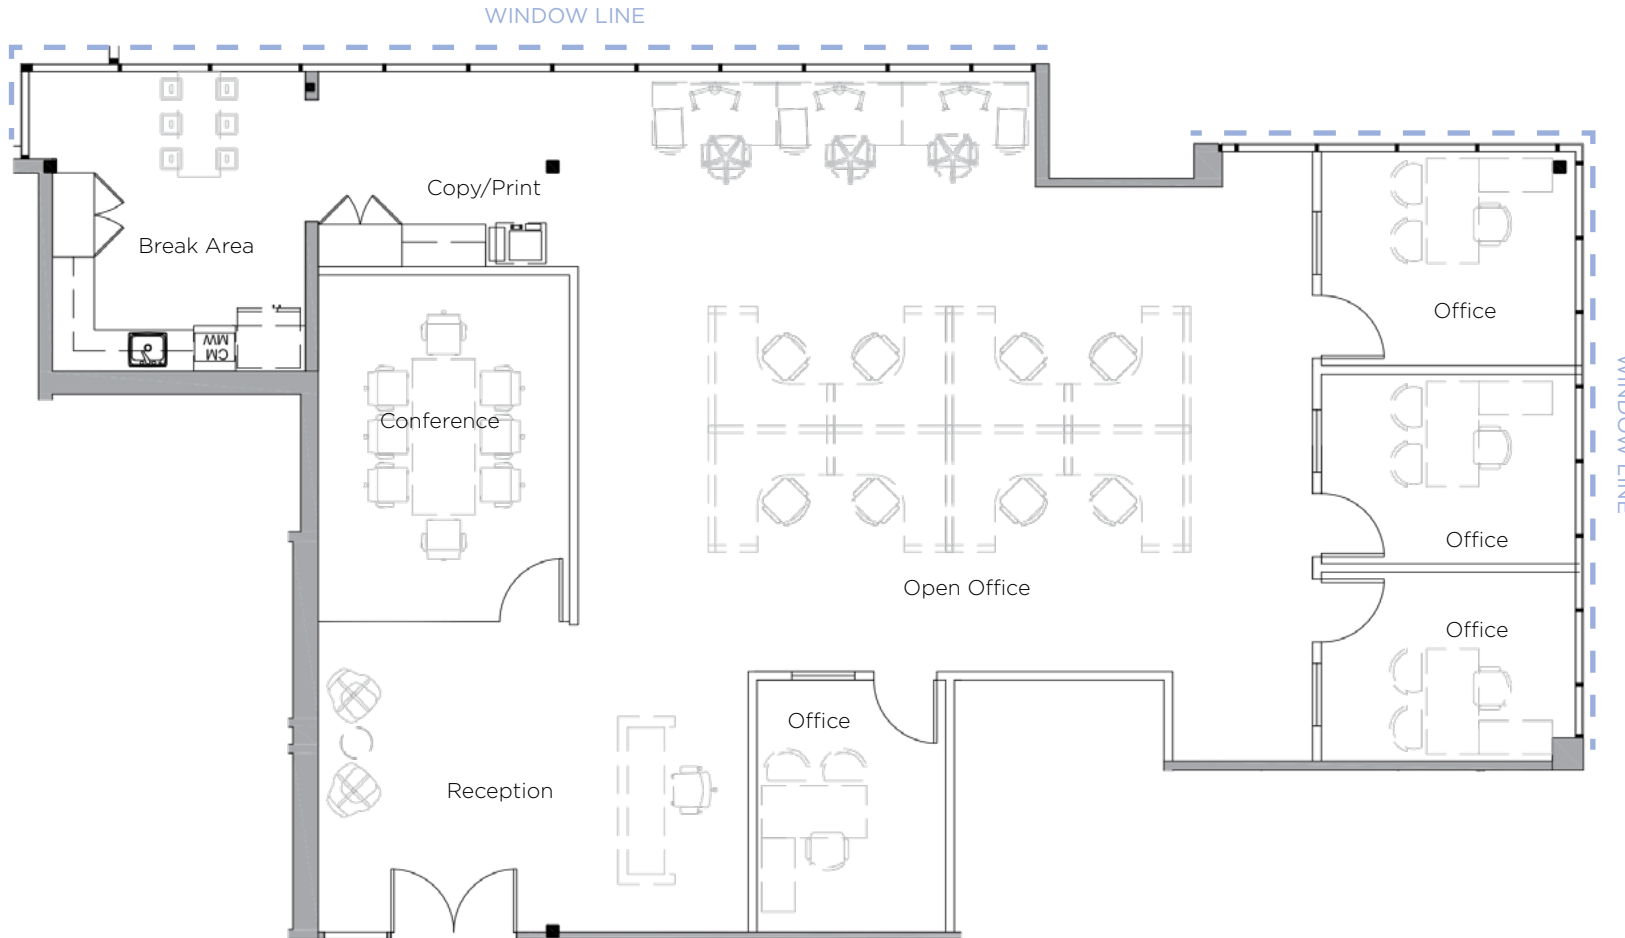 WINDOW LINE
Copy/Print
Break Area
Office
WINDOW LINE
CM
MW
Conference
Office
Open Office
Office
Office
Reception